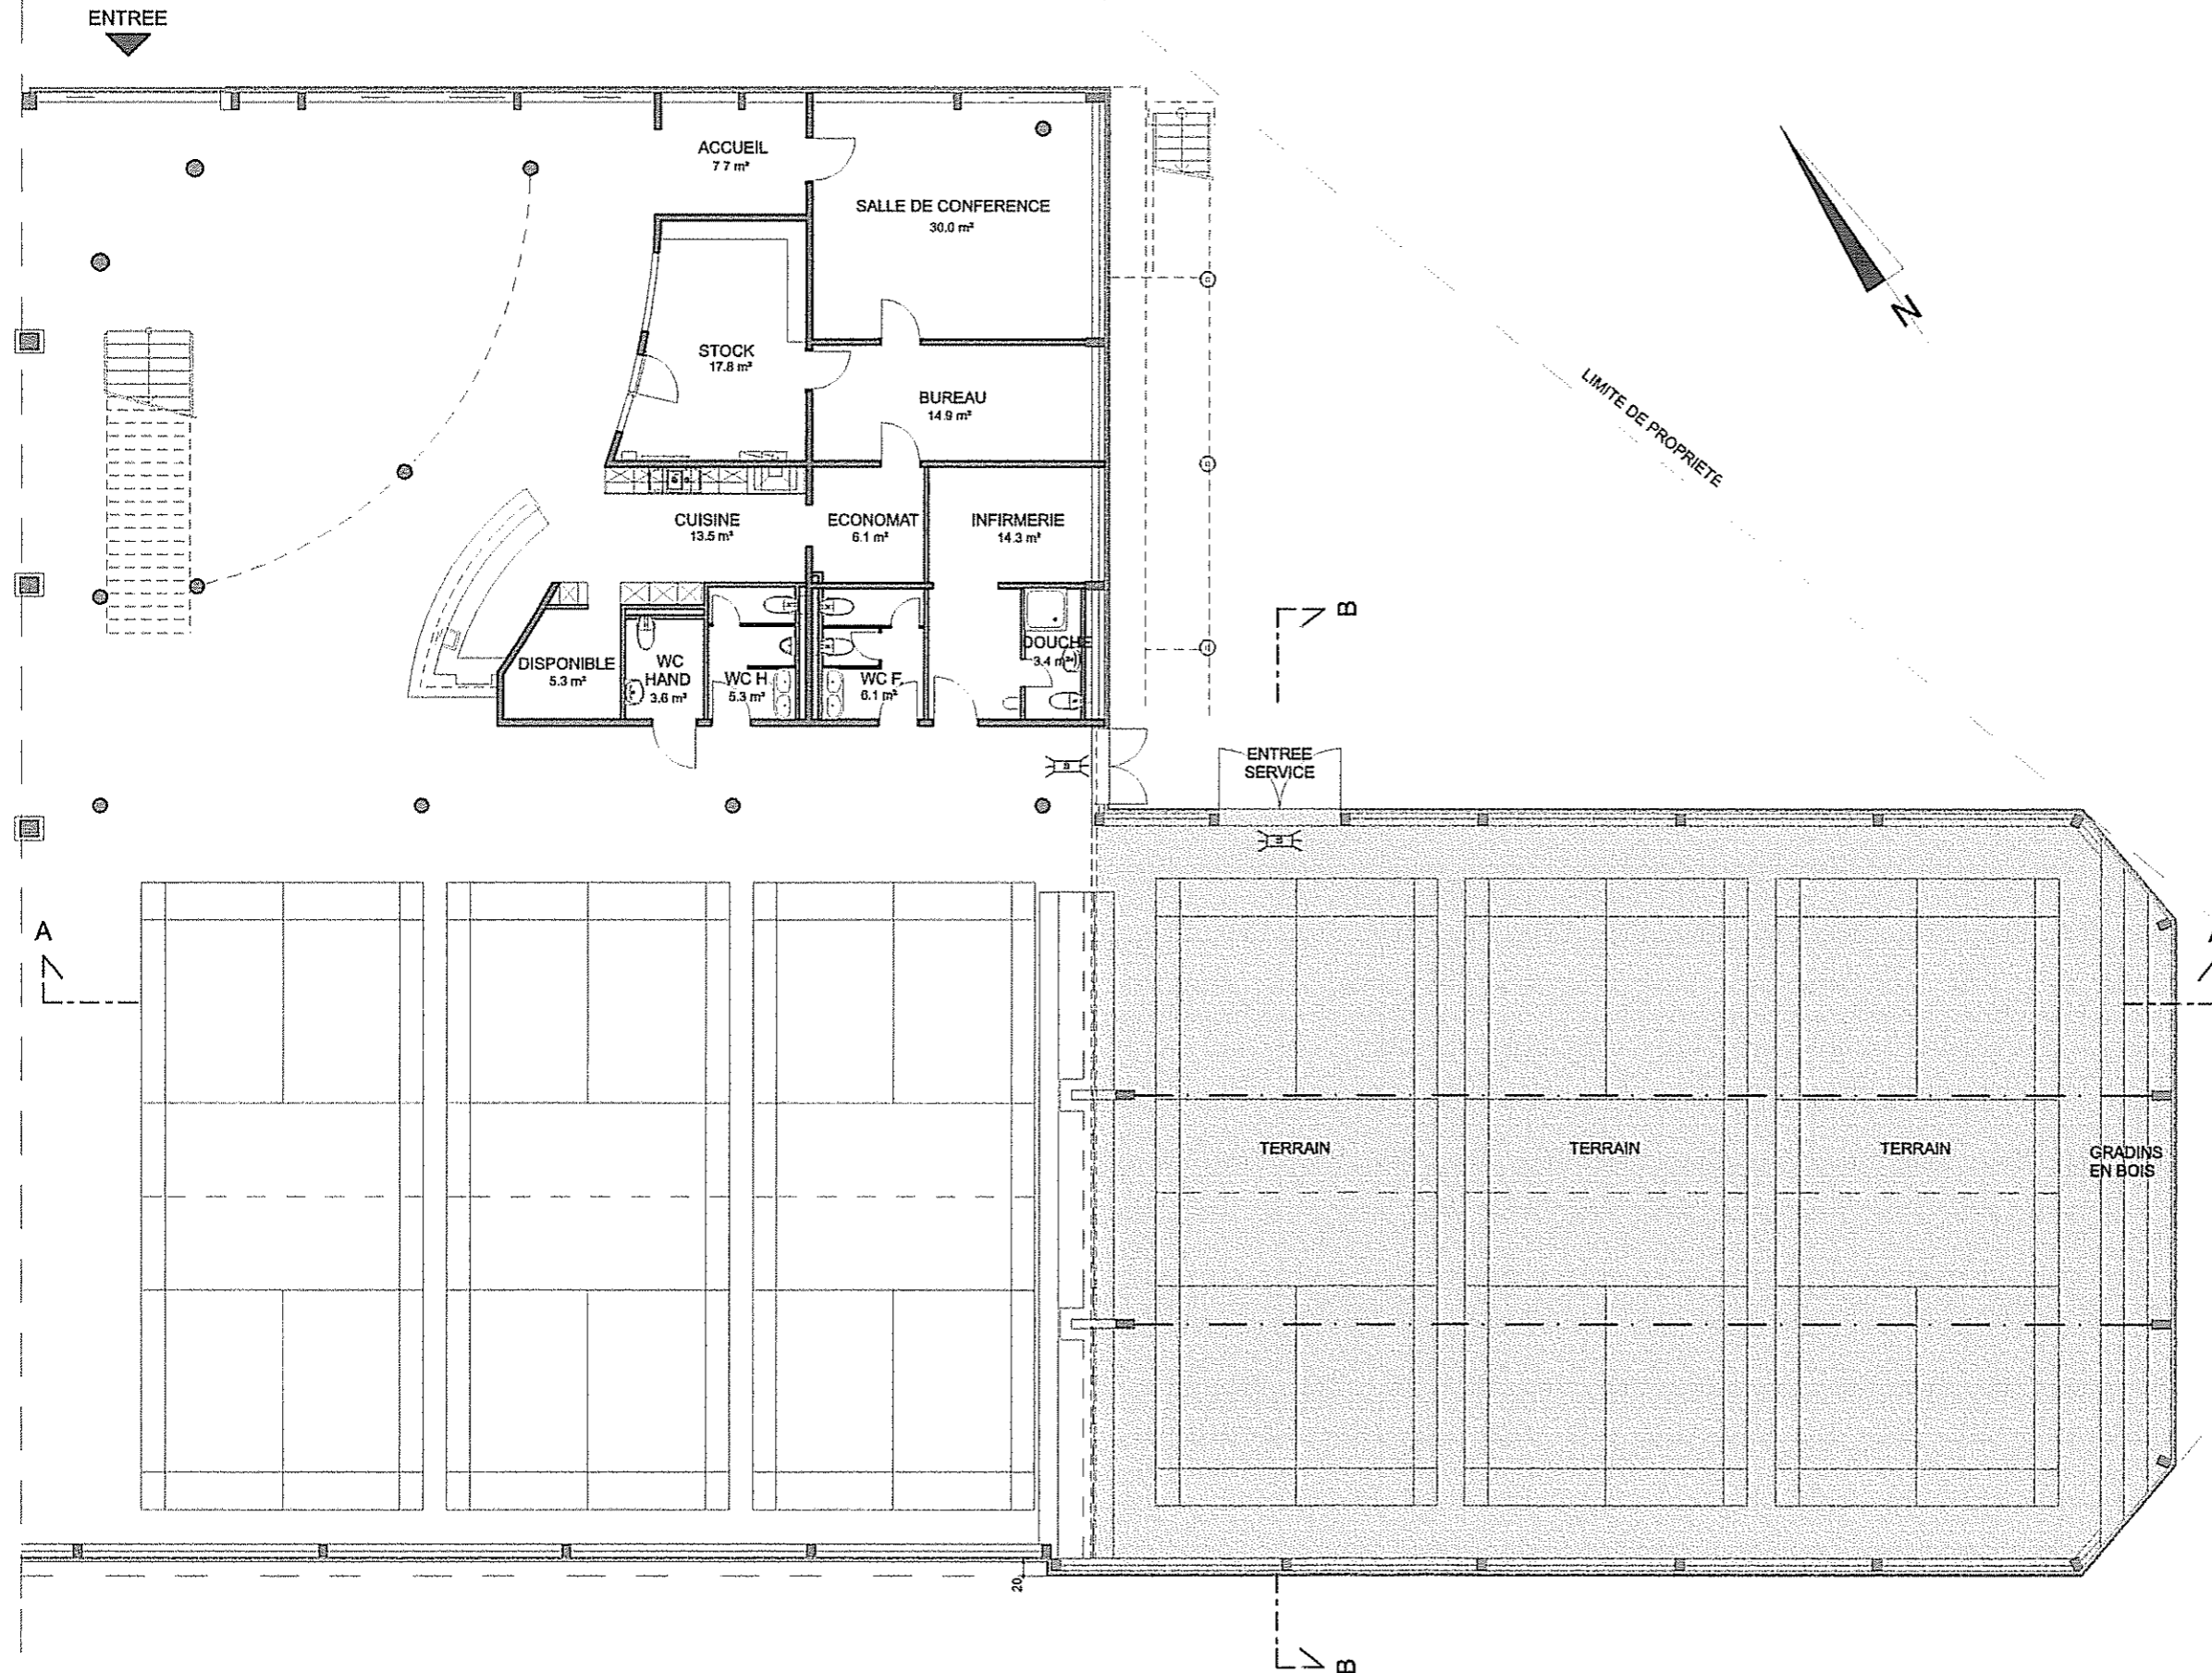 ENTREE
ACCUEIL
7 7 m²
SALLE DE CONFERENCE
30.0 m²
STOCK
17.8 m²
BUREAU
14.9 m²
N
LIMITE DE PROPRIETE
CUISINE
13.5 m²
ECONOMAT
6.1 m²
INFIRMERIE
14.3 m²
DISPONIBLE
5.3 m²
WC
HAND
3.6 m²
WC H
5.3 m²
WC F
6.1 m²
DOUCHE
3.4 m²
B
ENTREE
SERVICE
A
TERRAIN
TERRAIN
TERRAIN
GRADINS
EN BOIS
20
B